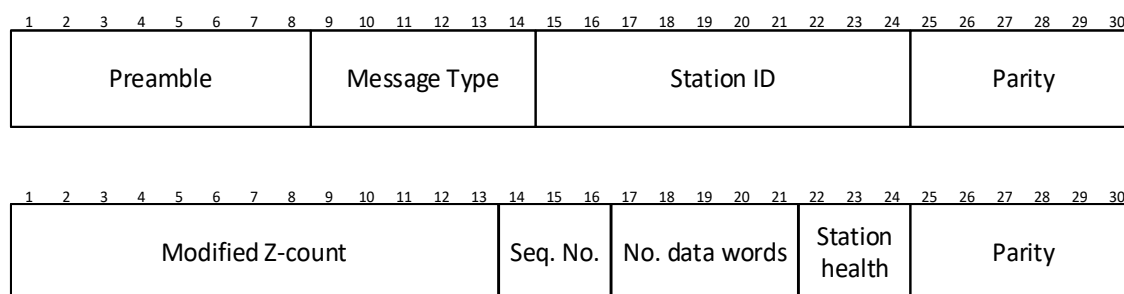 1 2 3 4 5 6 7 8 9 10 11 12 13 14 15 16 17 18 19 20 21 22 23 24 25 26 27 28 29 30
Preamble Message Type Station ID Parity
1 2 3 4 5 6 7 8 9 10 11 12 13 14 15 16 17 18 19 20 21 22 23 24 25 26 27 28 29 30
Modified Z-count Seq. No. No. data words Station health Parity